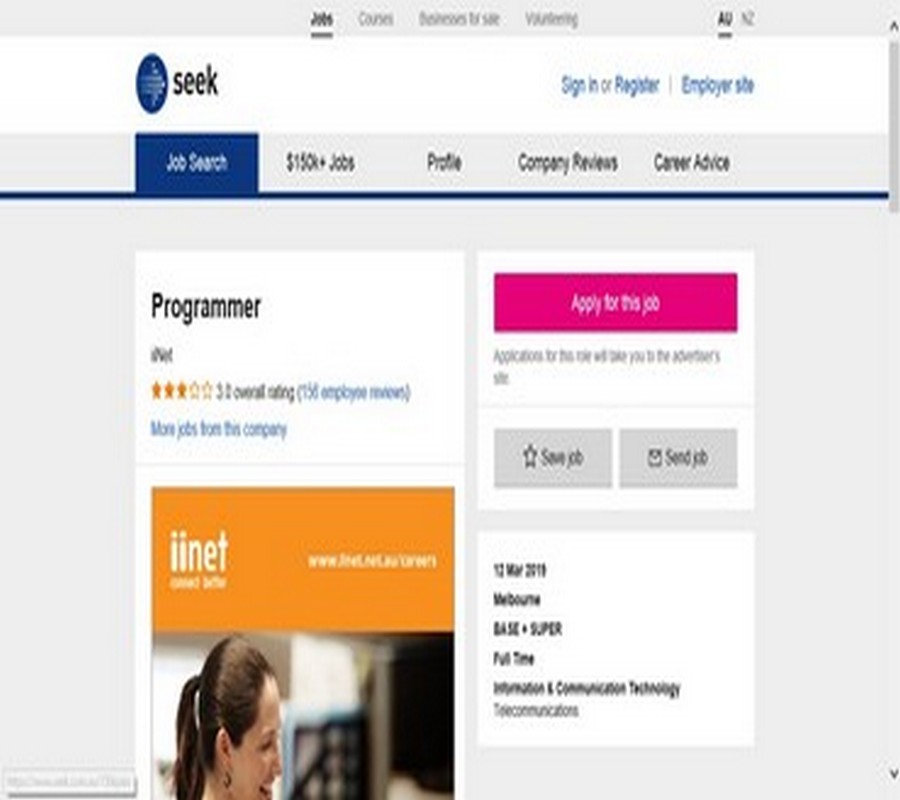 Jobs Courses Businesses for sale Volunteering AU NZ
seek
Sign in or Register | Employer site
Job Search $150k+ Jobs Profile Company Reviews Career Advice
Programmer
iiNet
3.0 overall rating (156 employee reviews)
More jobs from this company
iinet
connect better
www.iinet.net.au/careers
Apply for this job
Applications for this role will take you to the advertiser's
site.
Save job Send job
12 Mar 2019
Melbourne
BASE + SUPER
Full Time
Information & Communication Technology
Telecommunications